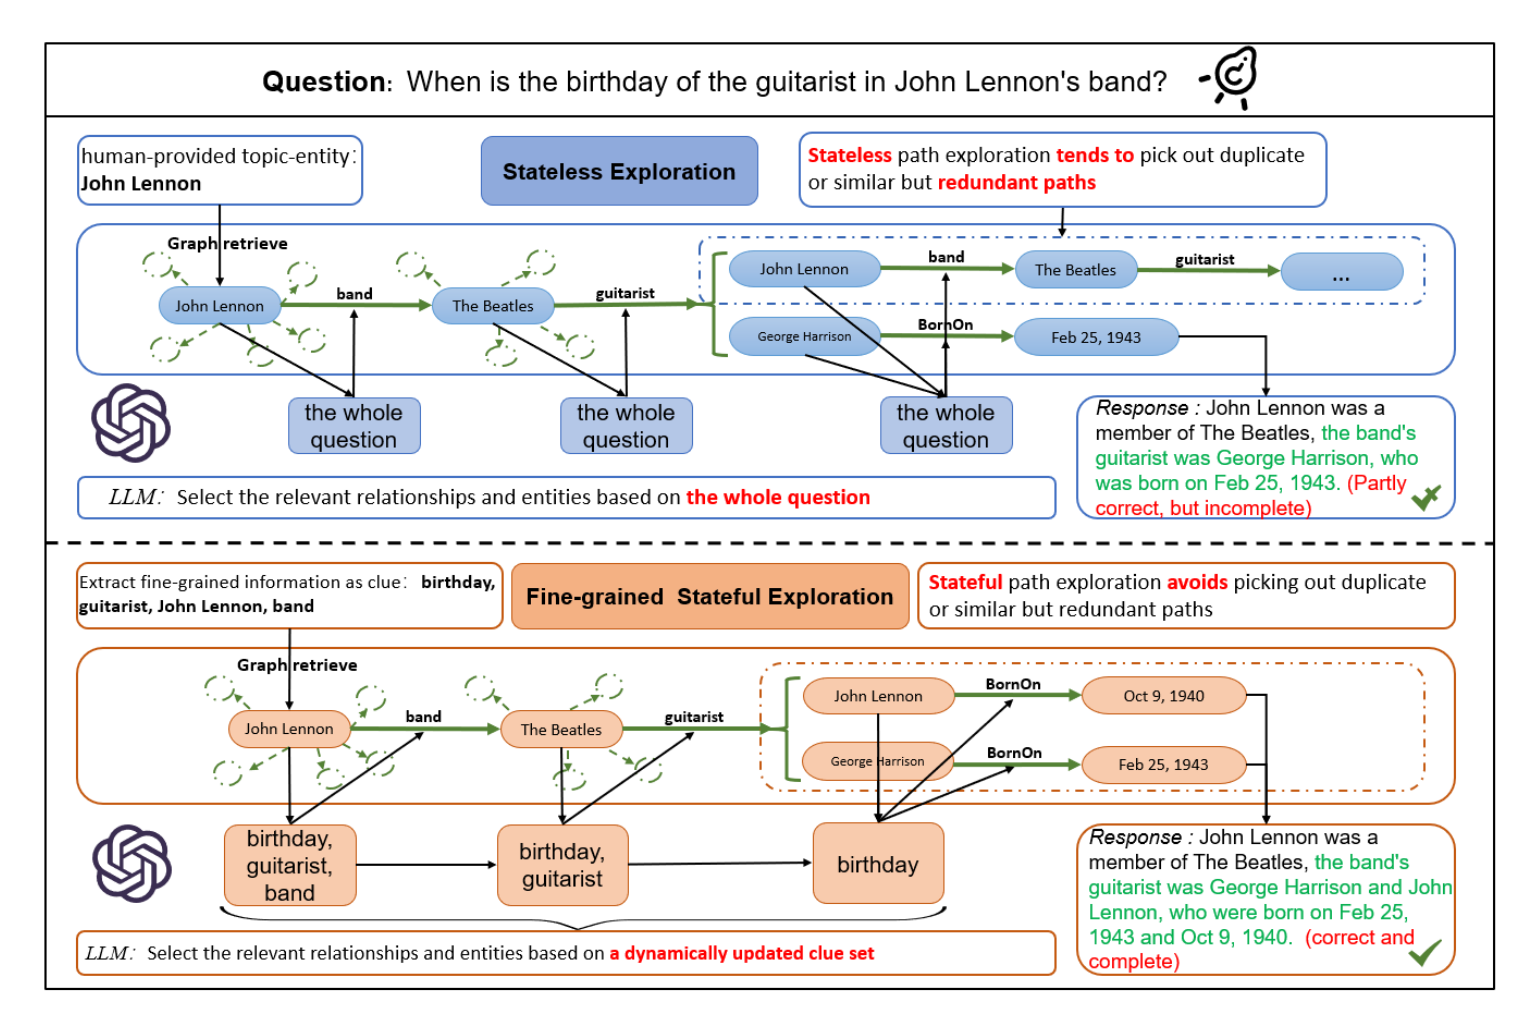 Question: When is the birthday of the guitarist in John Lennon's band?
human-provided topic-entity:
John Lennon
Stateless Exploration
Stateless path exploration tends to pick out duplicate
or similar but redundant paths
Graph retrieve
John Lennon
band
The Beatles
guitarist
John Lennon
band
The Beatles
guitarist
...
George Harrison
BornOn
Feb 25, 1943
the whole
question
the whole
question
the whole
question
Response : John Lennon was a
member of The Beatles, the band's
guitarist was George Harrison, who
was born on Feb 25, 1943. (Partly
correct, but incomplete)
LLM: Select the relevant relationships and entities based on the whole question
Extract fine-grained information as clue: birthday,
guitarist, John Lennon, band
Fine-grained Stateful Exploration
Stateful path exploration avoids picking out duplicate
or similar but redundant paths
Graph retrieve
John Lennon
band
The Beatles
guitarist
John Lennon
BornOn
Oct 9, 1940
George Harrison
BornOn
Feb 25, 1943
birthday,
guitarist,
band
birthday,
guitarist
birthday
Response : John Lennon was a
member of The Beatles, the band's
guitarist was George Harrison and John
Lennon, who were born on Feb 25,
1943 and Oct 9, 1940. (correct and
complete)
LLM: Select the relevant relationships and entities based on a dynamically updated clue set